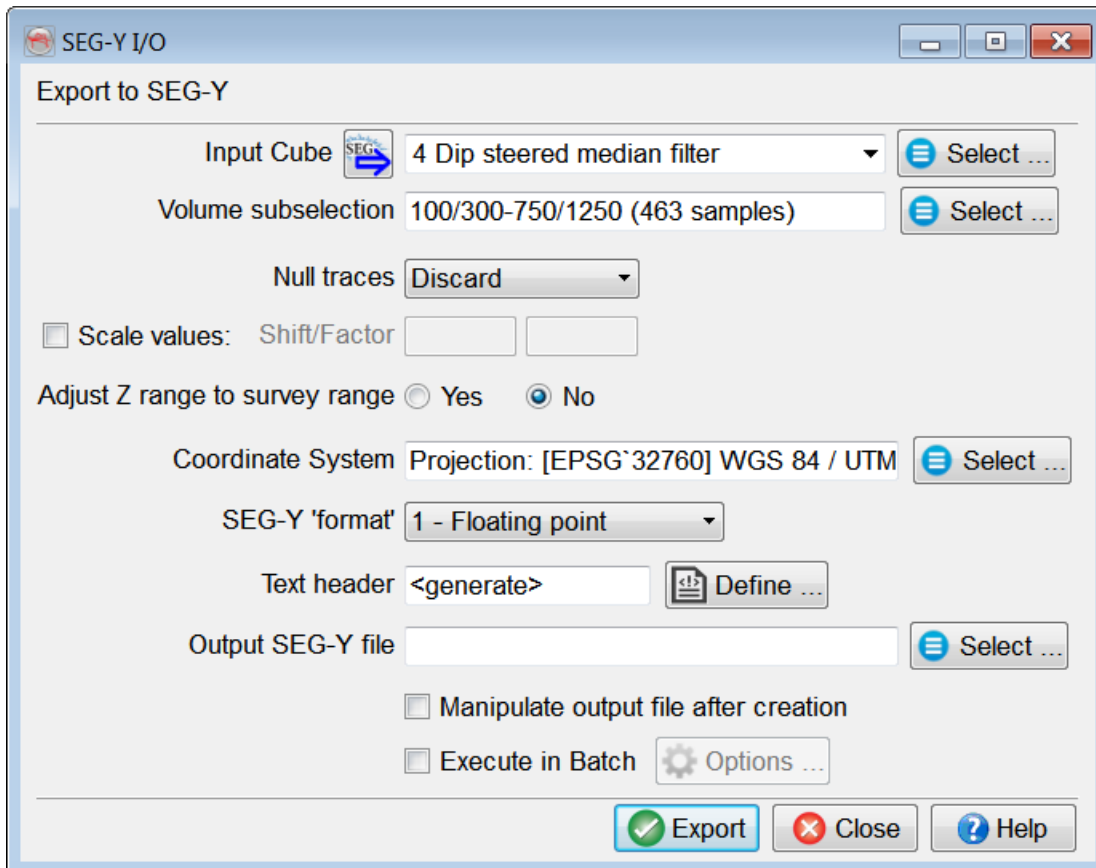 SEG-Y I/O
Export to SEG-Y
Input Cube SEG 4 Dip steered median filter Select ...
Volume subselection 100/300-750/1250 (463 samples) Select ...
Null traces Discard
Scale values: Shift/Factor
Adjust Z range to survey range Yes No
Coordinate System Projection: [EPSG`32760] WGS 84 / UTM Select ...
SEG-Y 'format' 1 - Floating point
Text header <generate> Define ...
Output SEG-Y file Select ...
Manipulate output file after creation
Execute in Batch Options ...
Export Close Help